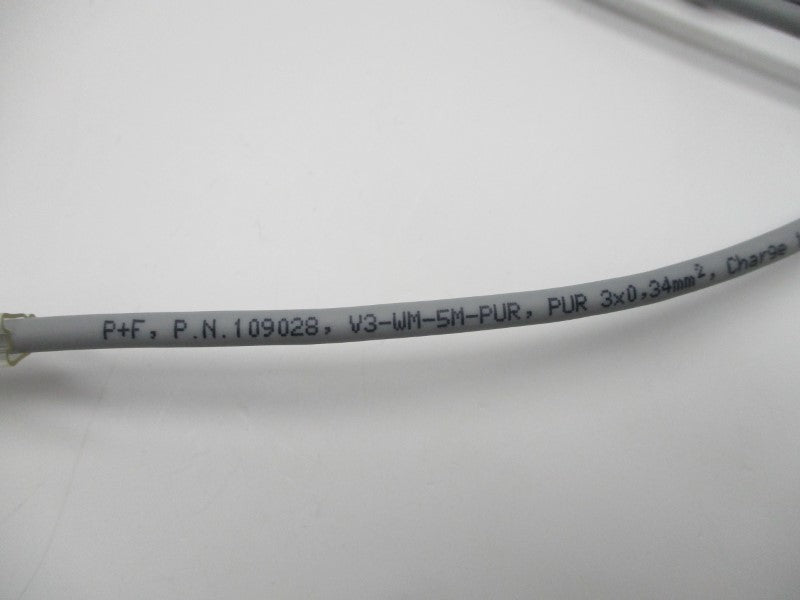 P+F, P.N.109028, V3-WM-5M-PUR, PUR 3x0,34mm², Charge